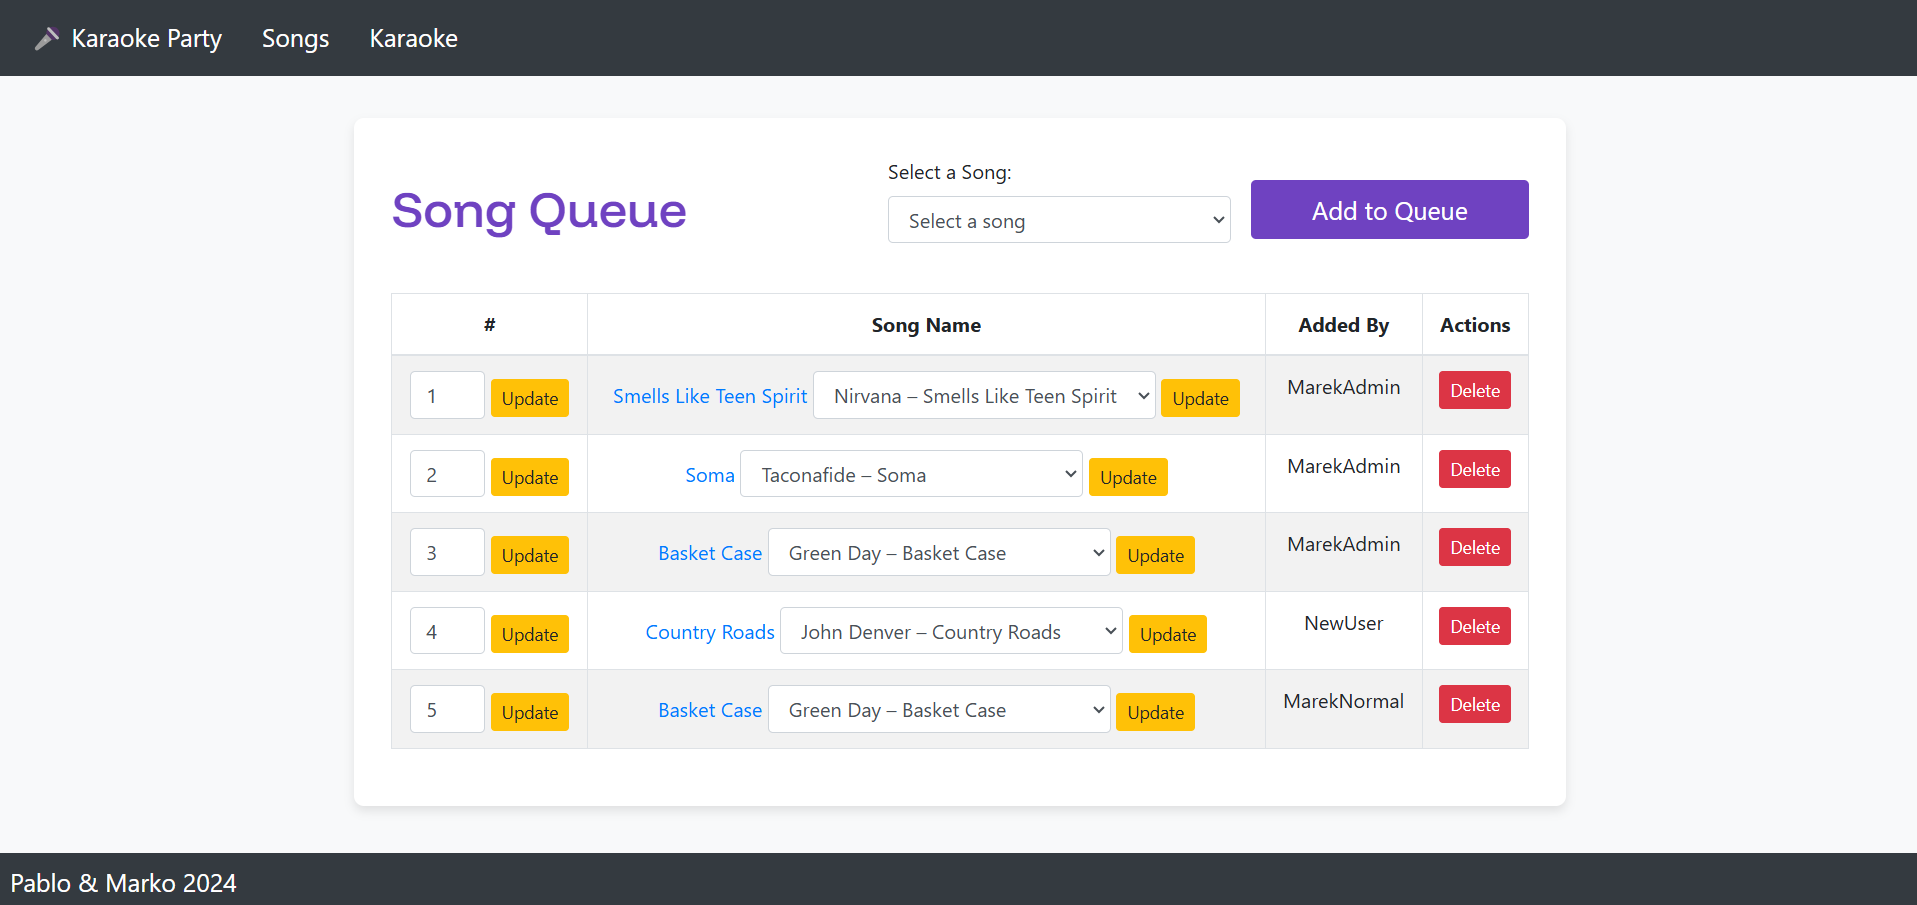 Karaoke Party Songs Karaoke
Select a Song:
Song Queue
Select a song
Add to Queue
# Song Name Added By Actions
1 Update Smells Like Teen Spirit Nirvana – Smells Like Teen Spirit Update MarekAdmin Delete
2 Update Soma Taconafide – Soma Update MarekAdmin Delete
3 Update Basket Case Green Day – Basket Case Update MarekAdmin Delete
4 Update Country Roads John Denver – Country Roads Update NewUser Delete
5 Update Basket Case Green Day – Basket Case Update MarekNormal Delete
Pablo & Marko 2024